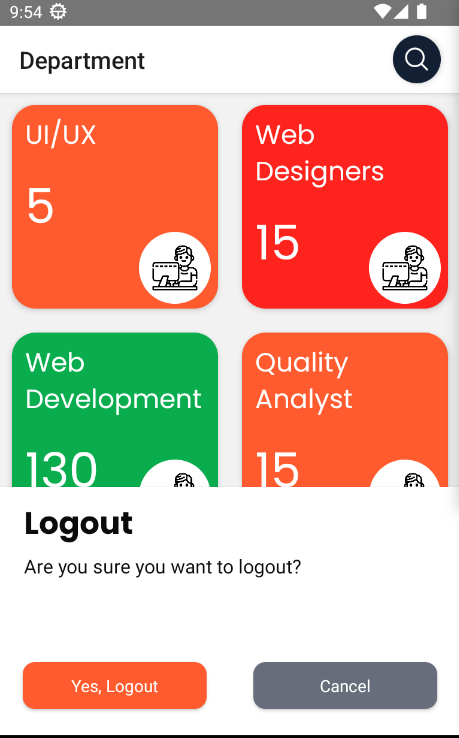 9:54
Department
UI/UX
5
Web
Designers
15
Web
Development
130
Quality
Analyst
15
Logout
Are you sure you want to logout?
Yes, Logout
Cancel